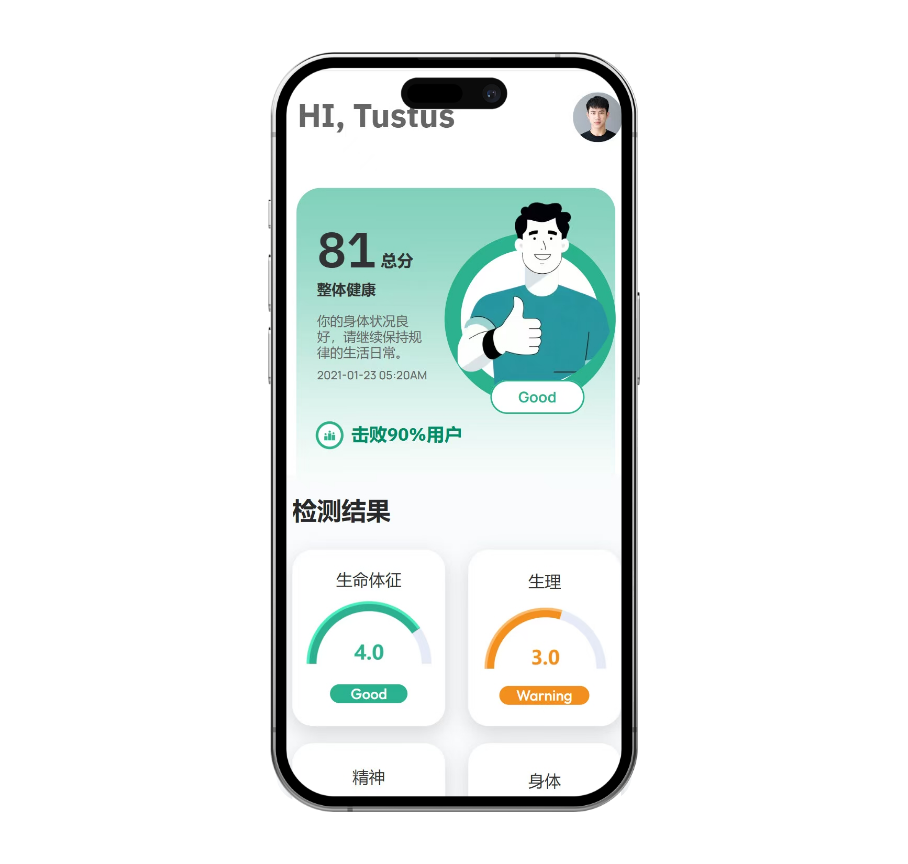 HI, Tustus
81 总分
整体健康
你的身体状况良
好，请继续保持规
律的生活日常。
2021-01-23 05:20AM
Good
击败90%用户
检测结果
生命体征
4.0
Good
生理
3.0
Warning
精神
身体